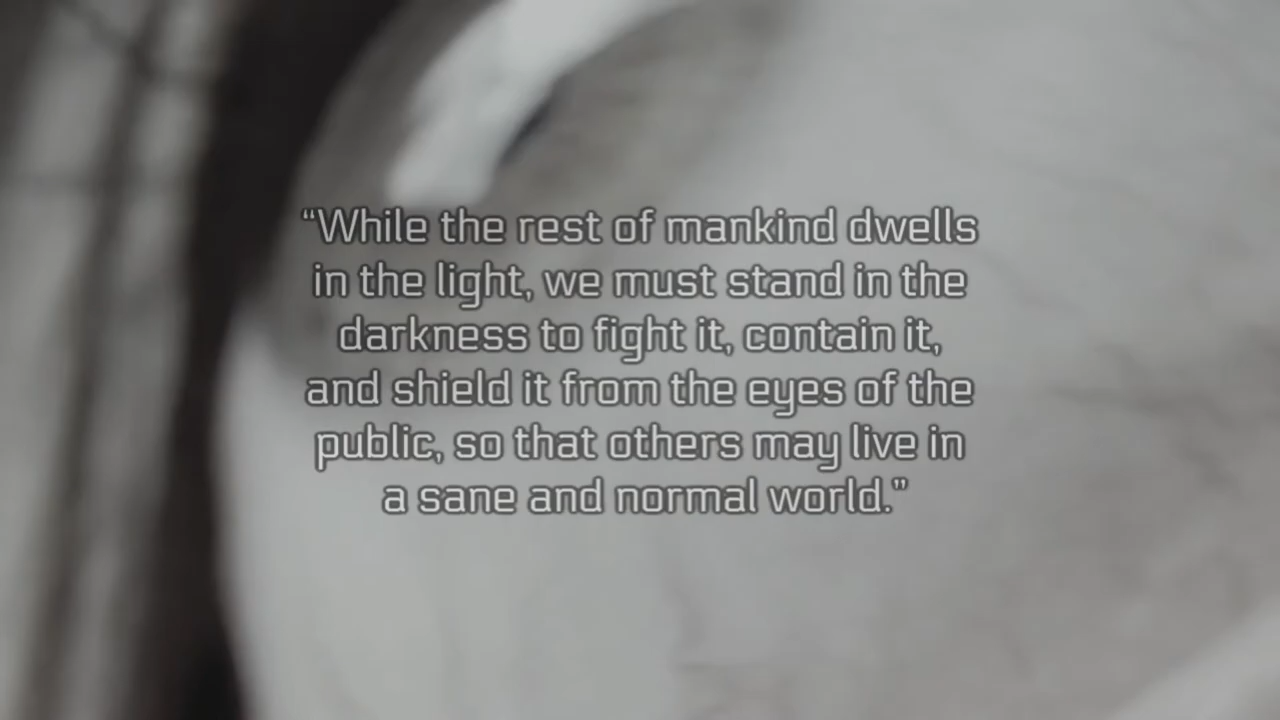 “While the rest of mankind dwells
in the light, we must stand in the
darkness to fight it, contain it,
and shield it from the eyes of the
public, so that others may live in
a sane and normal world.”